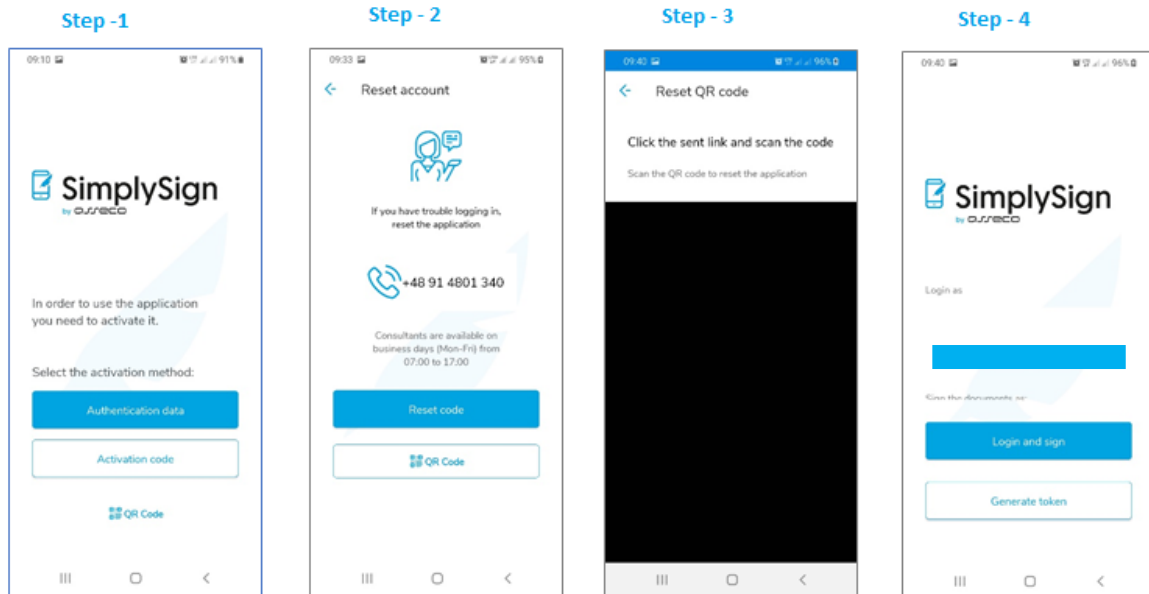 Step -1
09:10
91%
SimplySign
by asseco
In order to use the application
you need to activate it.
Select the activation method:
Authentication data
Activation code
QR Code
Step - 2
09:33
95%
Reset account
If you have trouble logging in,
reset the application
+48 91 4801 340
Consultants are available on
business days (Mon-Fri) from
07:00 to 17:00
Reset code
QR Code
Step - 3
09:40
96%
Reset QR code
Click the sent link and scan the code
Scan the QR code to reset the application
Step - 4
09:40
96%
SimplySign
by asseco
Login as
Sign the documents as:
Login and sign
Generate token